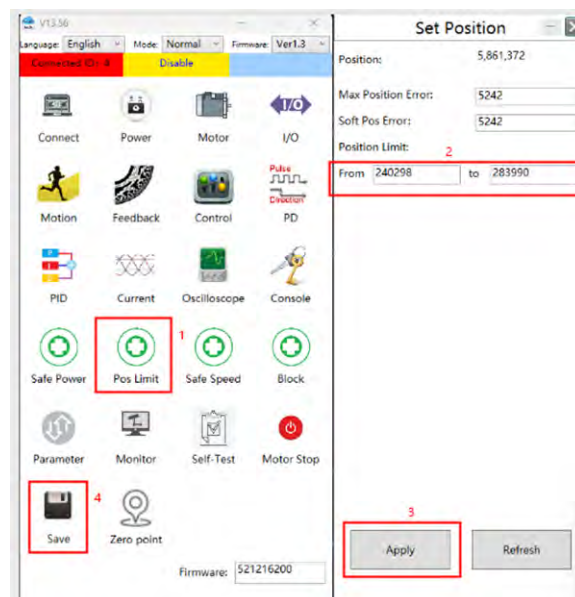 V13.56
Language: English Mode: Normal Firmware: Ver1.3
Connected ID: 6 Disable
Connect Power Motor I/O
Pulse
Direction
Motion Feedback Control PD
PID Current Oscilloscope Console
1
Safe Power Pos Limit Safe Speed Block
Parameter Monitor Self-Test Motor Stop
4
Save Zero point
Firmware: 521216200
Set Position
Position: 5,861,372
Max Position Error: 5242
Soft Pos Error: 5242
Position Limit:
2
From 240298 to 283990
3
Apply Refresh